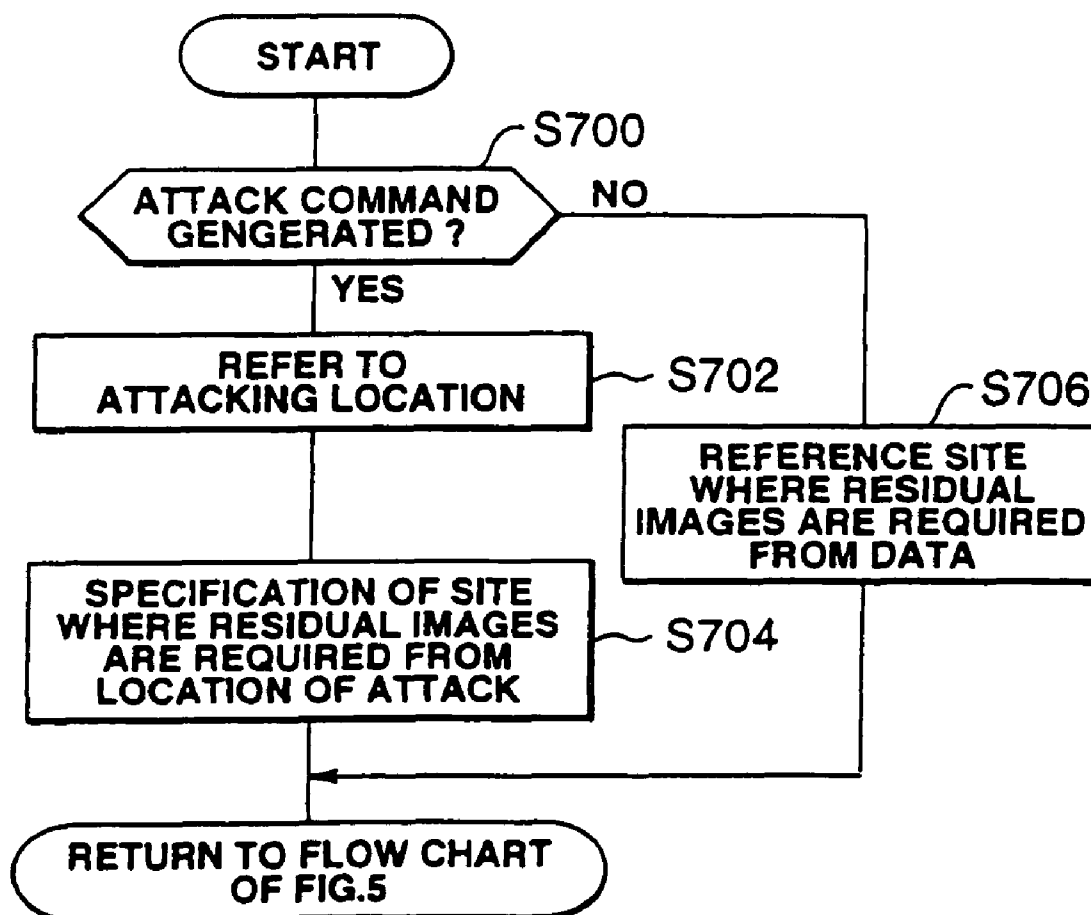 START
S700
ATTACK COMMAND
GENGERATED ?
NO
YES
REFER TO
ATTACKING LOCATION
S702
S706
REFERENCE SITE
WHERE RESIDUAL
IMAGES ARE REQUIRED
FROM DATA
SPECIFICATION OF SITE
WHERE RESIDUAL IMAGES
ARE REQUIRED FROM
LOCATION OF ATTACK
S704
RETURN TO FLOW CHART
OF FIG.5